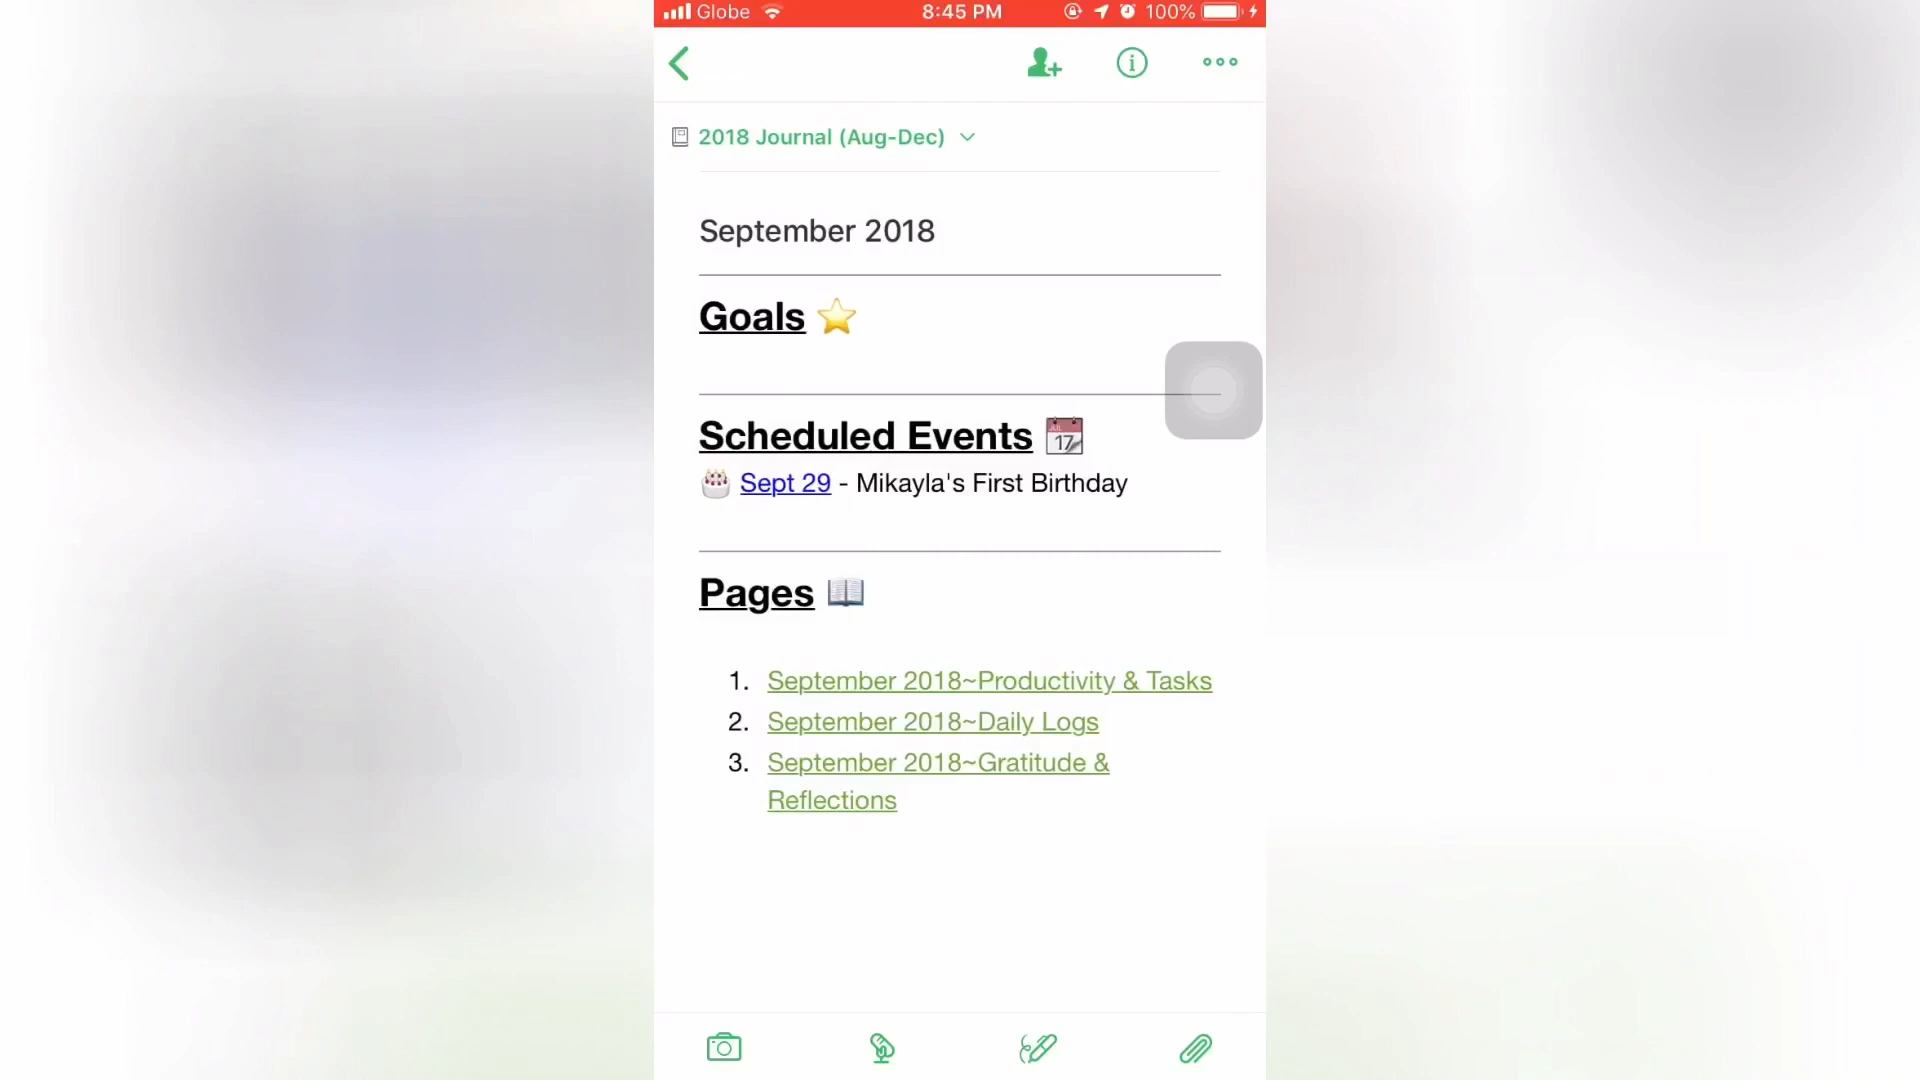 Globe 8:45 PM 100%
2018 Journal (Aug-Dec)
September 2018
Goals ⭐
Scheduled Events 📆
🎂 Sept 29 - Mikayla's First Birthday
Pages 📖
1. September 2018~Productivity & Tasks
2. September 2018~Daily Logs
3. September 2018~Gratitude &
Reflections